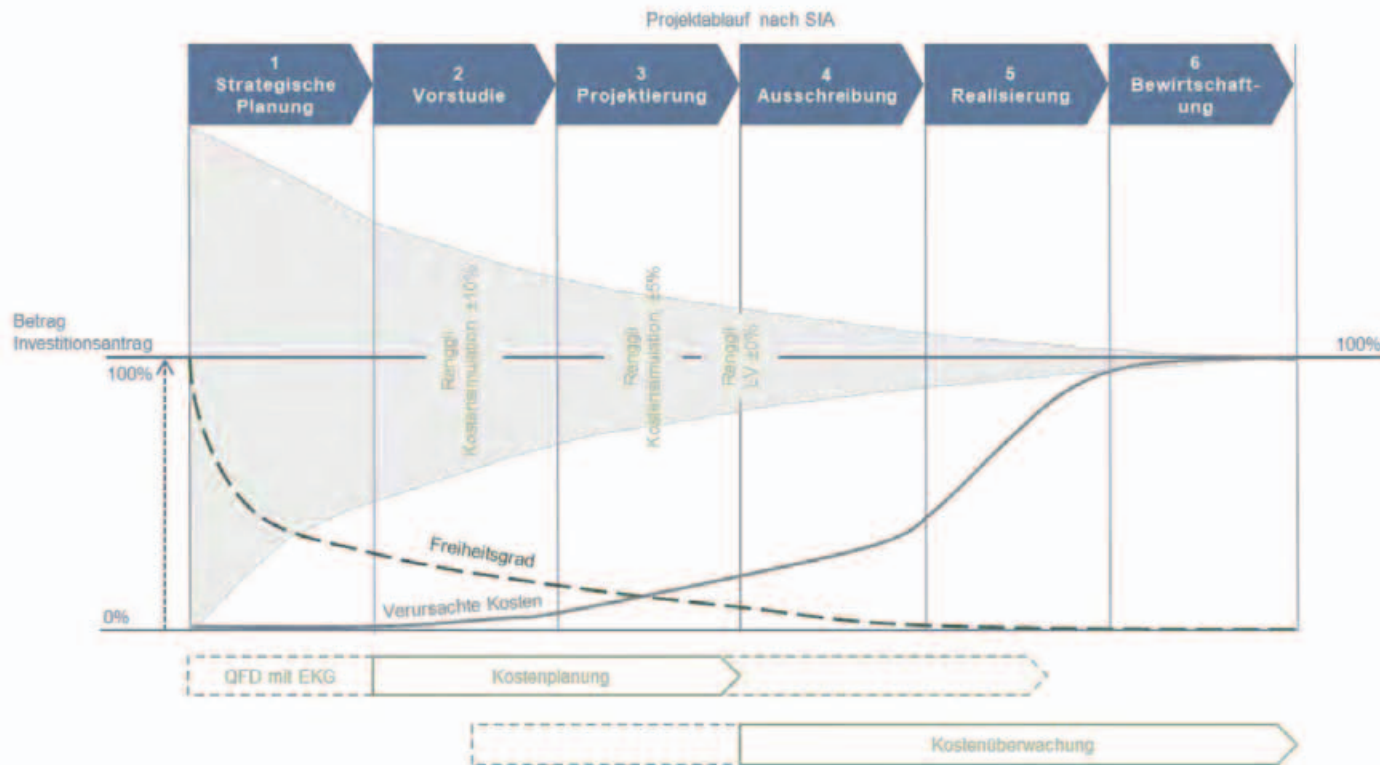 Projektablauf nach SIA
1
Strategische
Planung
2
Vorstudie
3
Projektierung
4
Ausschreibung
5
Realisierung
6
Bewirtschaft-
ung
Betrag
Investitionsantrag
100%
100%
Renggli
Kostensimulation ±10%
Renggli
Kostensimulation ±5%
Renggli
LV ±0%
Freiheitsgrad
Verursachte Kosten
0%
QFD mit EKG
Kostenplanung
Kostenüberwachung